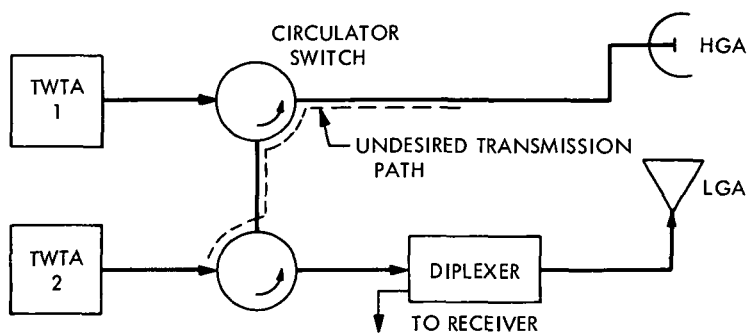 CIRCULATOR
SWITCH
HGA
TWTA
1
UNDESIRED TRANSMISSION
PATH
LGA
TWTA
2
DIPLEXER
TO RECEIVER